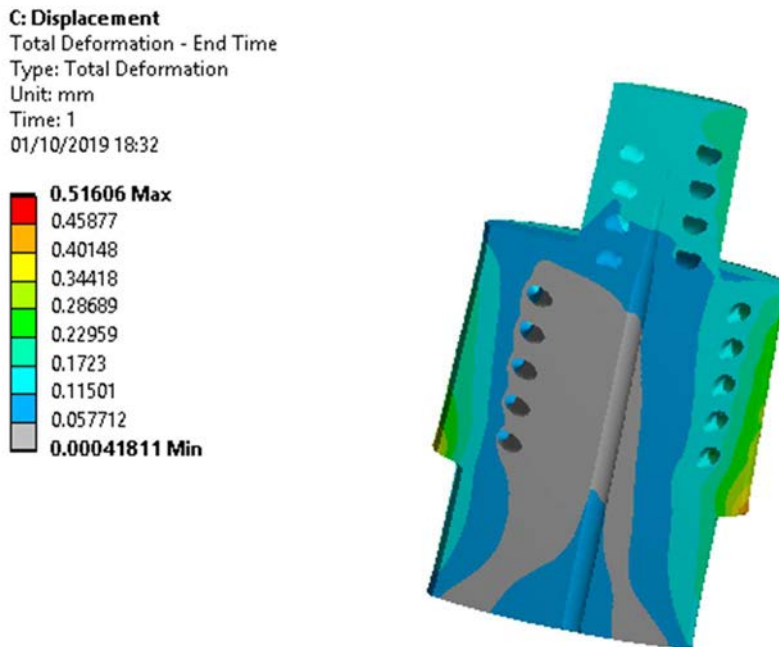 C: Displacement
Total Deformation - End Time
Type: Total Deformation
Unit: mm
Time: 1
01/10/2019 18:32
0.51606 Max
0.45877
0.40148
0.34418
0.28689
0.22959
0.1723
0.11501
0.057712
0.00041811 Min